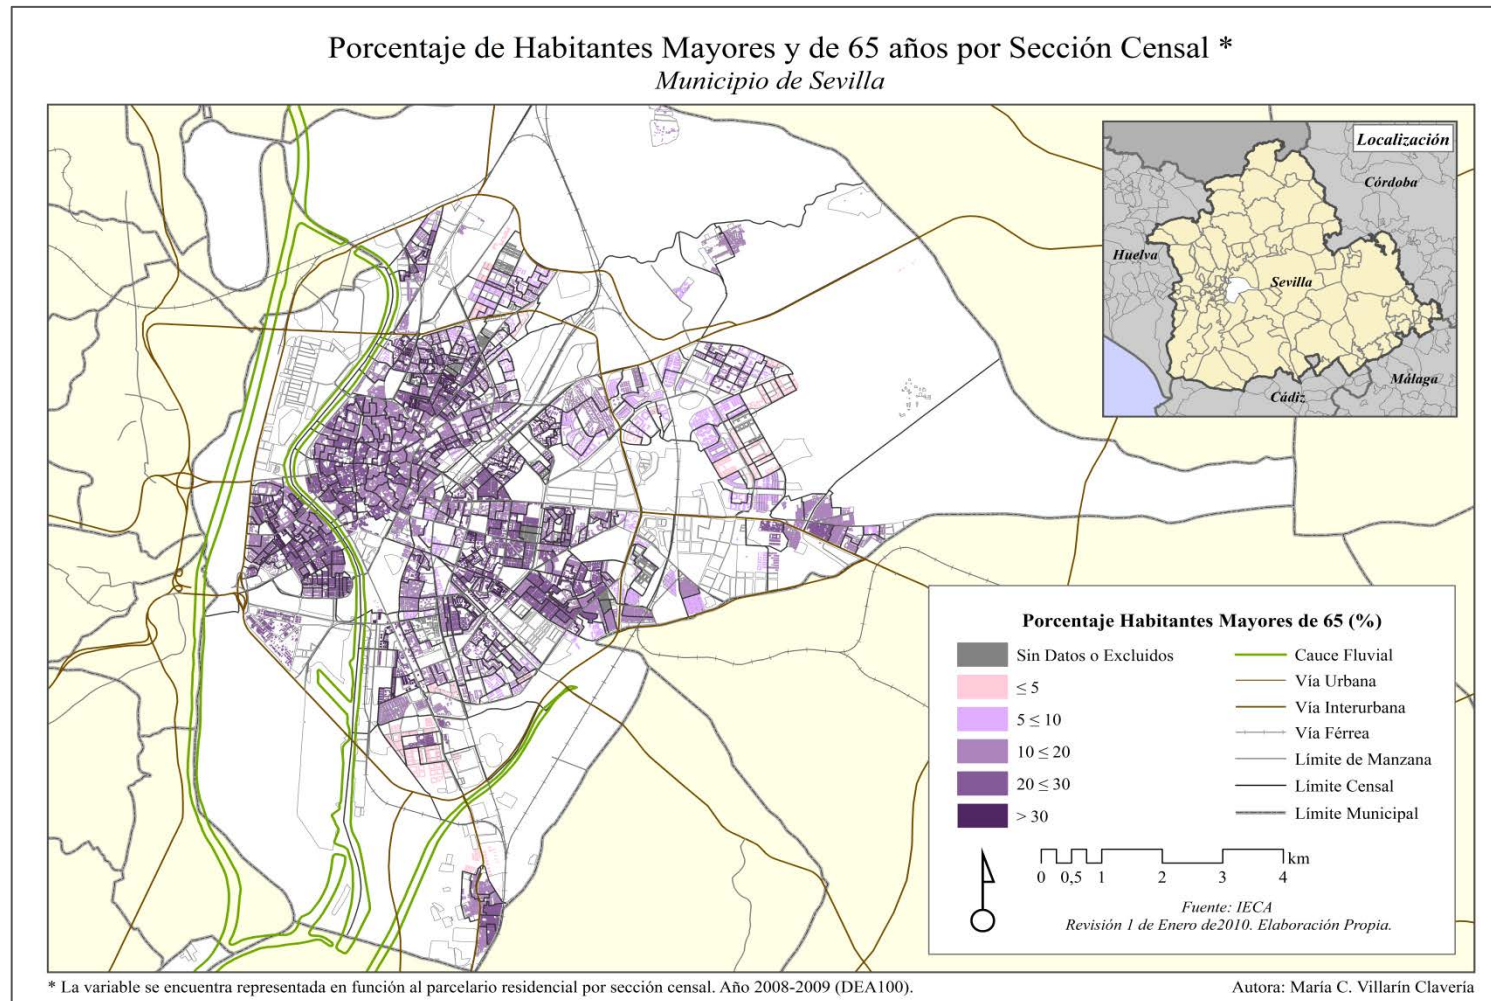 Porcentaje de Habitantes Mayores y de 65 años por Sección Censal *
Municipio de Sevilla
Localización
Córdoba
Huelva
Sevilla
Málaga
Cádiz
Porcentaje Habitantes Mayores de 65 (%)
Sin Datos o Excluidos
≤ 5
5 ≤ 10
10 ≤ 20
20 ≤ 30
> 30
Cauce Fluvial
Vía Urbana
Vía Interurbana
Vía Férrea
Límite de Manzana
Límite Censal
Límite Municipal
km
0 0,5 1 2 3 4
Fuente: IECA
Revisión 1 de Enero de2010. Elaboración Propia.
* La variable se encuentra representada en función al parcelario residencial por sección censal. Año 2008-2009 (DEA100).
Autora: María C. Villarín Clavería